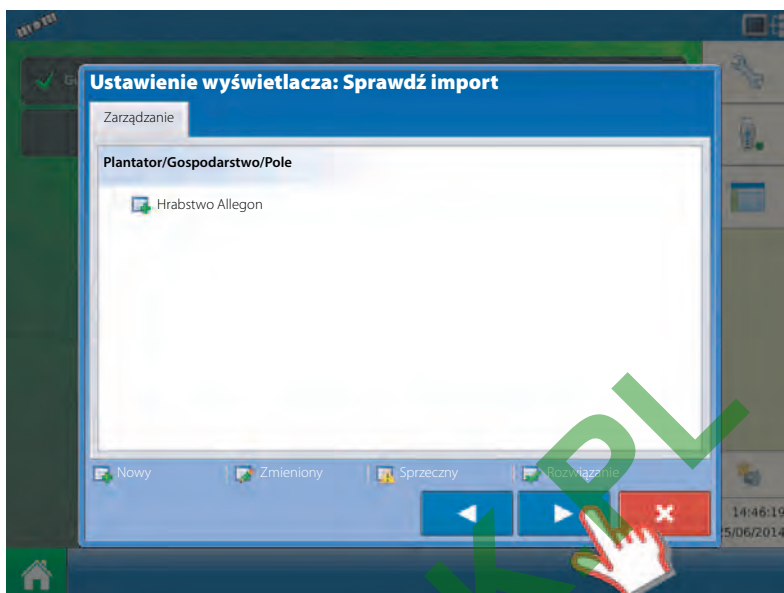 Ustawienie wyświetlacza: Sprawdź import
Zarządzanie
Plantator/Gospodarstwo/Pole
Hrabstwo Allegon
Nowy
Zmieniony
Sprzeczny
Rozwiązanie
14:46:19
5/06/2014
K.PL